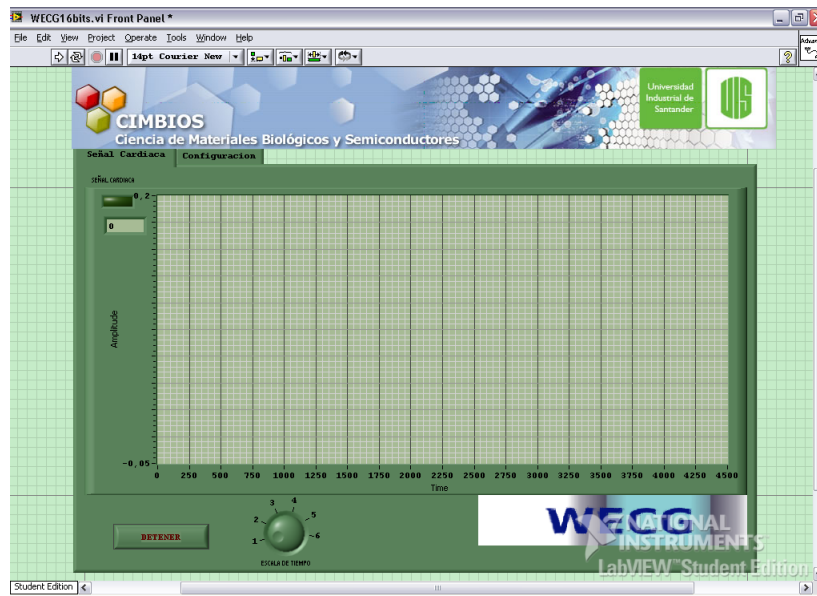 WECG16bits.vi Front Panel *
File Edit View Project Operate Tools Window Help
14pt Courier New
CIMBIOS
Ciencia de Materiales Biológicos y Semiconductores
Universidad
Industrial de
Santander
Señal Cardiaca Configuracion
SEÑAL CARDIACA
0,2
0
Amplitude
-0,05
0 250 500 750 1000 1250 1500 1750 2000 2250 2500 2750 3000 3250 3500 3750 4000 4250 4500
Time
DETENER
1 2 3 4 5 6
ESCALA DE TIEMPO
WECG
NATIONAL
INSTRUMENTS
LabVIEW™ Student Edition
Student Edition